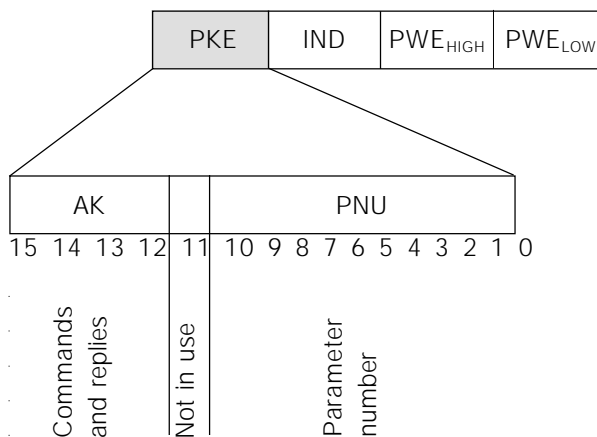 PKE IND PWEHIGH PWELOW
AK PNU
15 14 13 12 11 10 9 8 7 6 5 4 3 2 1 0
Commands
and replies
Not in use
Parameter
number